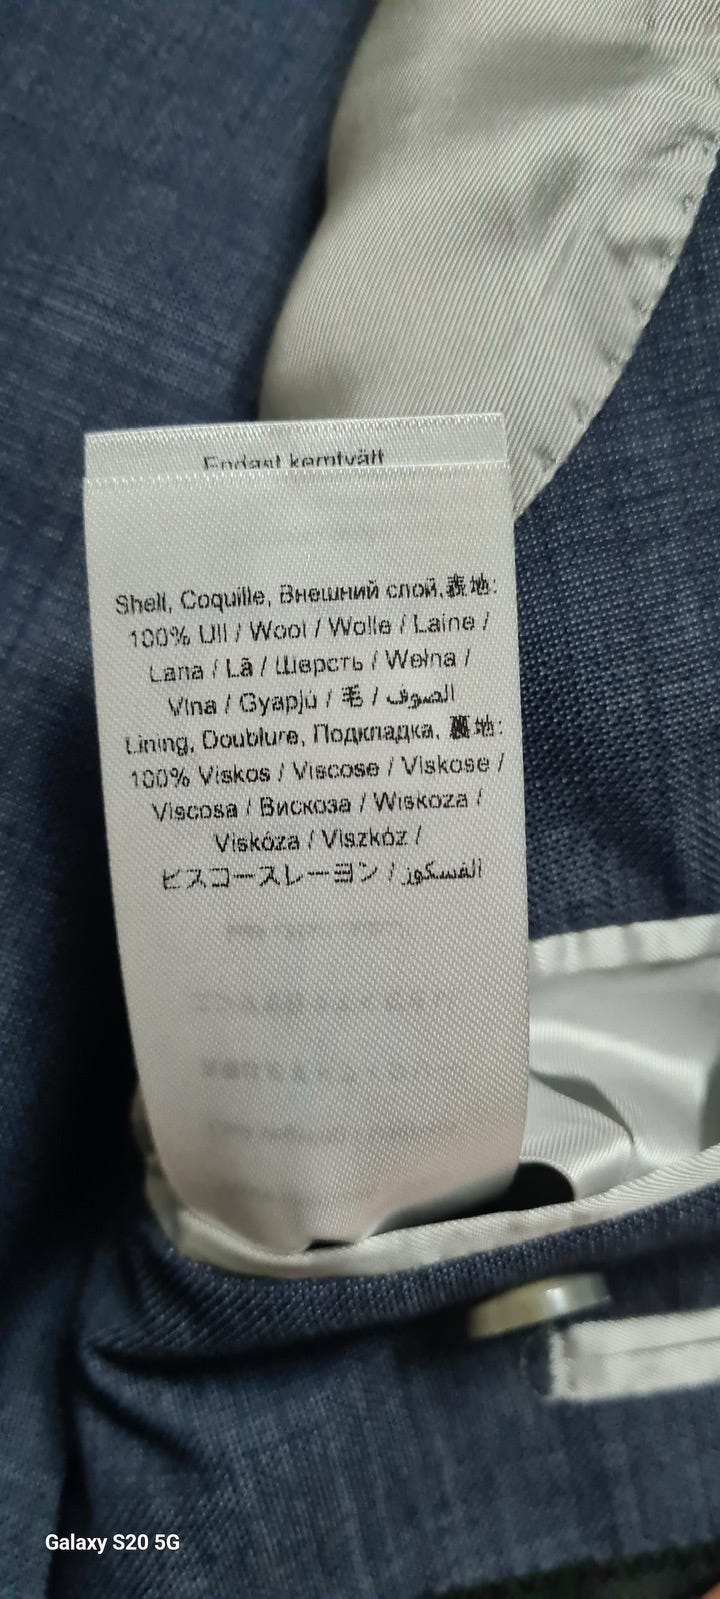 Endast kemtvätt
Shell, Coquille, Внешний слой, 表地:
100% Ull / Wool / Wolle / Laine /
Lana / Lã / Шерсть / Wełna /
Vlna / Gyapjú / 毛 / الصوف
Lining, Doublure, Подкладка, 裏地:
100% Viskos / Viscose / Viskose /
Viscosa / Вискоза / Wiskoza /
Viskóza / Viszkóz /
ビスコースレーヨン / الفسكوز
Galaxy S20 5G